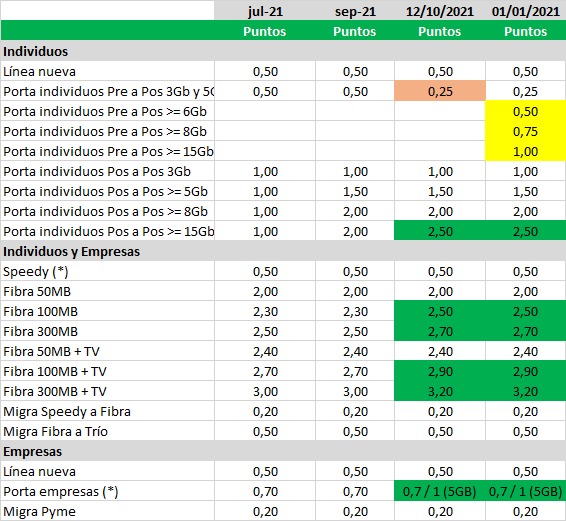 jul-21 sep-21 12/10/2021 01/01/2021
Puntos Puntos Puntos Puntos
Individuos
Línea nueva 0,50 0,50 0,50 0,50
Porta individuos Pre a Pos 3Gb y 5G 0,50 0,50 0,25 0,25
Porta individuos Pre a Pos >= 6Gb 0,50
Porta individuos Pre a Pos >= 8Gb 0,75
Porta individuos Pre a Pos >= 15Gb 1,00
Porta individuos Pos a Pos 3Gb 1,00 1,00 1,00 1,00
Porta individuos Pos a Pos >= 5Gb 1,00 1,50 1,50 1,50
Porta individuos Pos a Pos >= 8Gb 1,00 2,00 2,00 2,00
Porta individuos Pos a Pos >= 15Gb 1,00 2,00 2,50 2,50
Individuos y Empresas
Speedy (*) 0,50 0,50 0,50 0,50
Fibra 50MB 2,00 2,00 2,00 2,00
Fibra 100MB 2,30 2,30 2,50 2,50
Fibra 300MB 2,50 2,50 2,70 2,70
Fibra 50MB + TV 2,40 2,40 2,40 2,40
Fibra 100MB + TV 2,70 2,70 2,90 2,90
Fibra 300MB + TV 3,00 3,00 3,20 3,20
Migra Speedy a Fibra 0,20 0,20 0,20 0,20
Migra Fibra a Trío 0,50 0,50 0,50 0,50
Empresas
Línea nueva 0,50 0,50 0,50 0,50
Porta empresas (*) 0,70 0,70 0,7 / 1 (5GB) 0,7 / 1 (5GB)
Migra Pyme 0,20 0,20 0,20 0,20